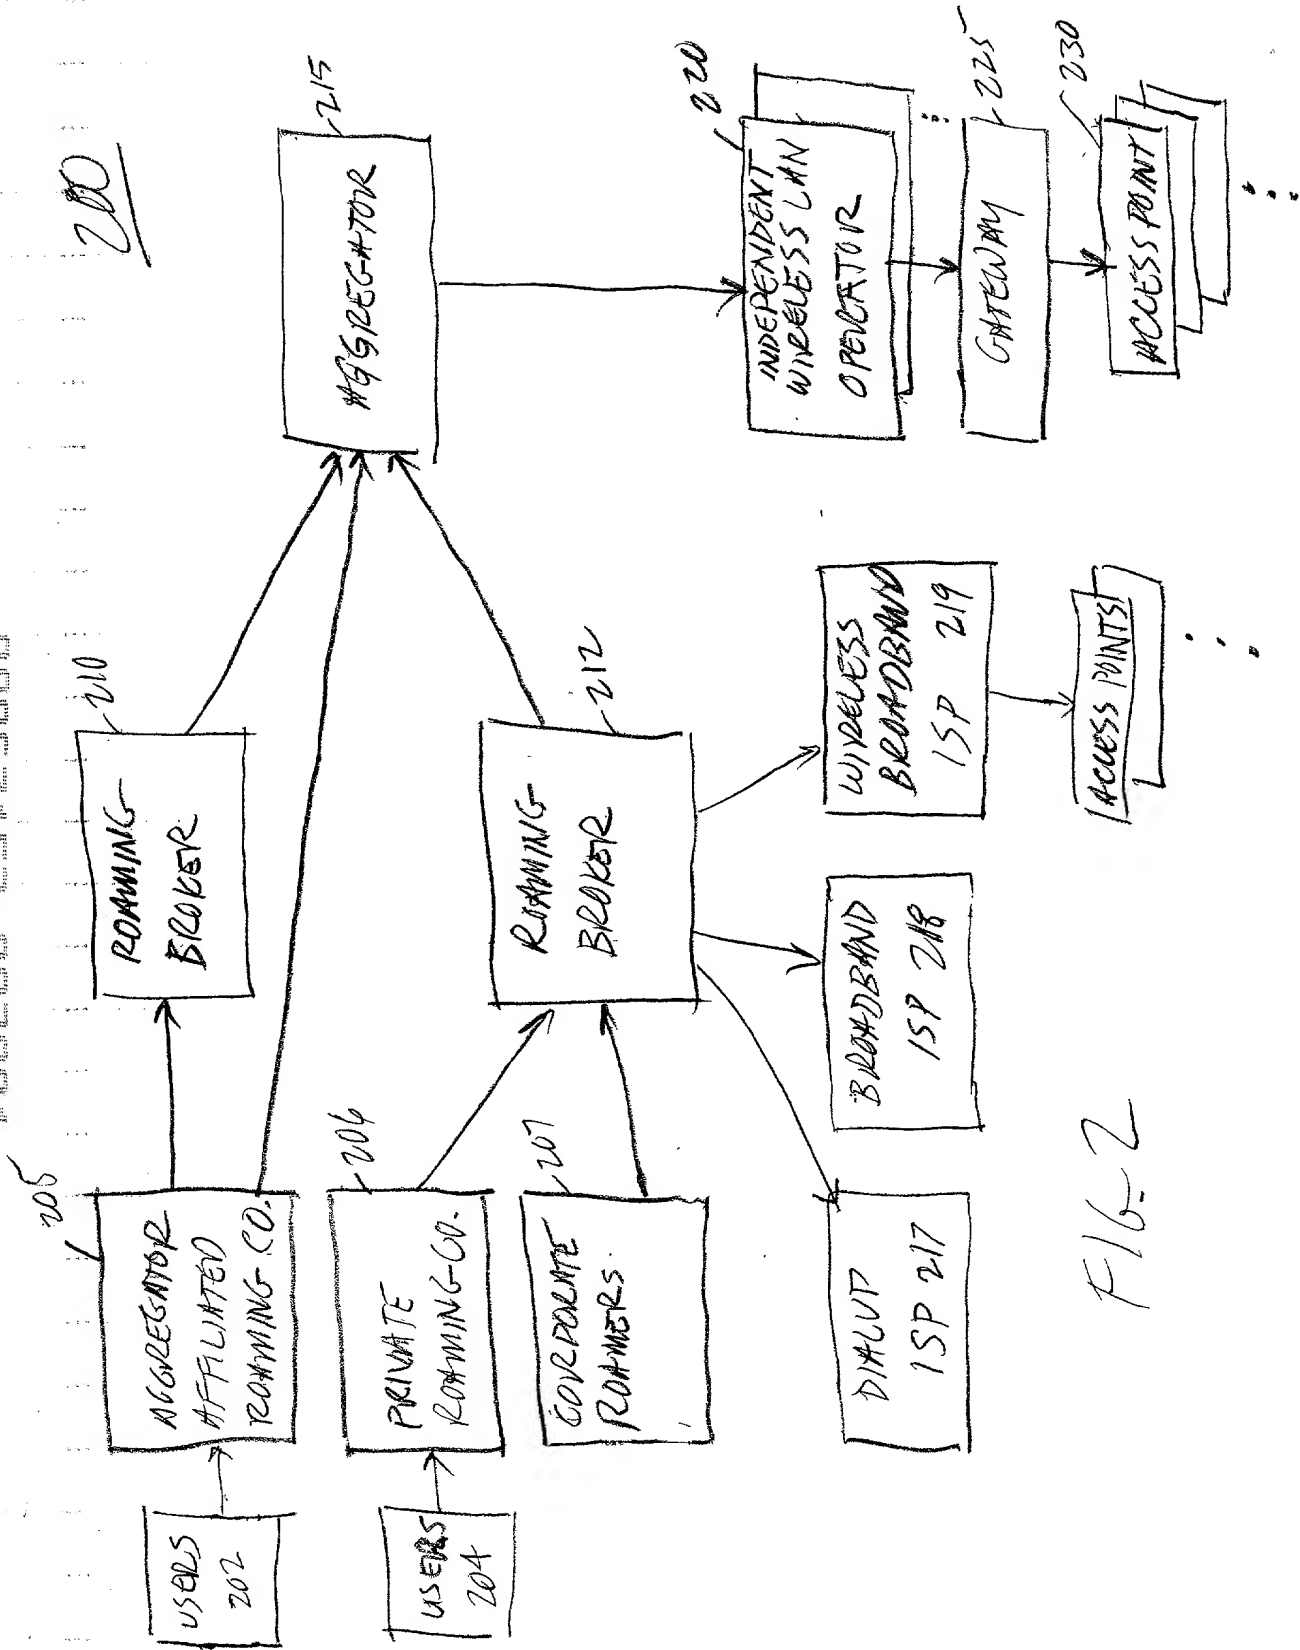 200
205
AGGREGATOR
AFFILIATED
ROAMING CO.
USERS
202
210
ROAMING
BROKER
215
AGGREGATOR
206
PRIVATE
ROAMING CO.
USERS
204
207
CORPORATE
ROAMERS
212
ROAMING
BROKER
DIALUP
ISP 217
BROADBAND
ISP 218
WIRELESS
BROADBAND
ISP 219
ACCESS POINTS
220
INDEPENDENT
WIRELESS LAN
OPERATOR
225
GATEWAY
230
ACCESS POINT
FIG. 2